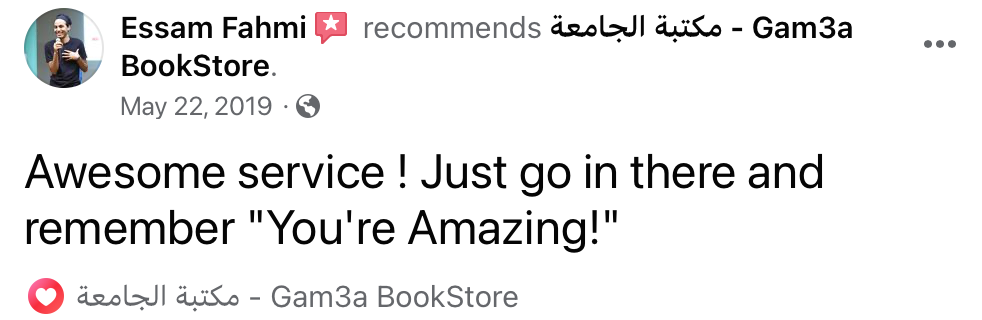 Essam Fahmi recommends مكتبة الجامعة - Gam3a
BookStore.
May 22, 2019 ·
Awesome service ! Just go in there and
remember "You're Amazing!"
مكتبة الجامعة - Gam3a BookStore